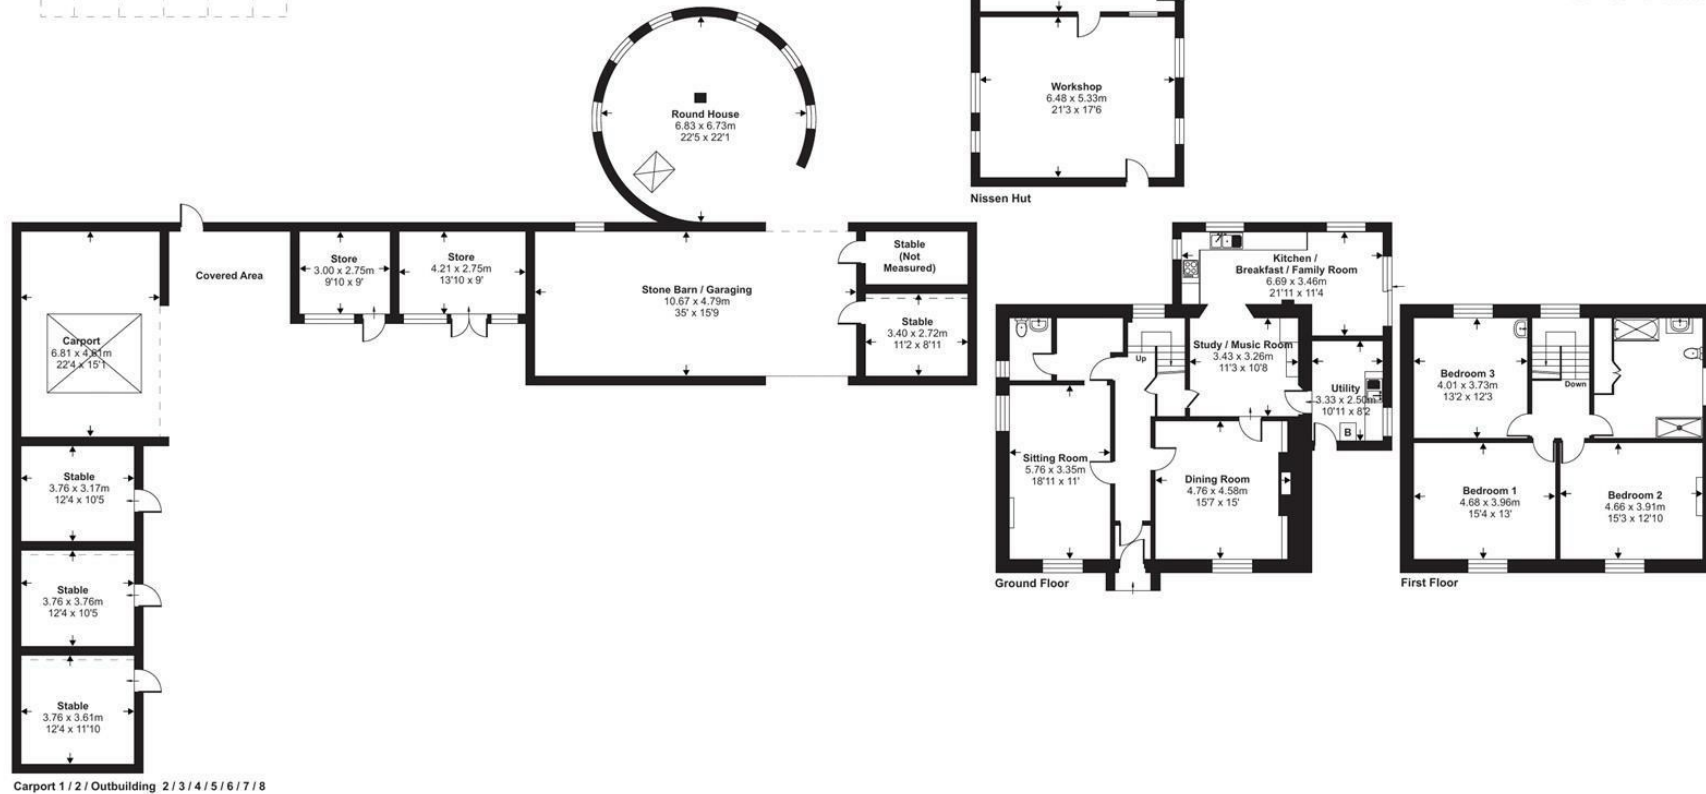 Workshop
6.48 x 5.33m
21'3 x 17'6
Nissen Hut
Round House
6.83 x 6.73m
22'5 x 22'1
Carport
6.81 x 4.61m
22'4 x 15'1
Covered Area
Store
3.00 x 2.75m
9'10 x 9'
Store
4.21 x 2.75m
13'10 x 9'
Stone Barn / Garaging
10.67 x 4.79m
35' x 15'9
Stable
(Not
Measured)
Stable
3.40 x 2.72m
11'2 x 8'11
Stable
3.76 x 3.17m
12'4 x 10'5
Stable
3.76 x 3.76m
12'4 x 10'5
Stable
3.76 x 3.61m
12'4 x 11'10
Carport 1 / 2 / Outbuilding 2 / 3 / 4 / 5 / 6 / 7 / 8
Kitchen /
Breakfast / Family Room
6.69 x 3.46m
21'11 x 11'4
Study / Music Room
3.43 x 3.26m
11'3 x 10'8
Up
Utility
3.33 x 2.50m
10'11 x 8'2
B
Sitting Room
5.76 x 3.35m
18'11 x 11'
Dining Room
4.76 x 4.58m
15'7 x 15'
Ground Floor
Bedroom 3
4.01 x 3.73m
13'2 x 12'3
Down
Bedroom 1
4.68 x 3.96m
15'4 x 13'
Bedroom 2
4.66 x 3.91m
15'3 x 12'10
First Floor